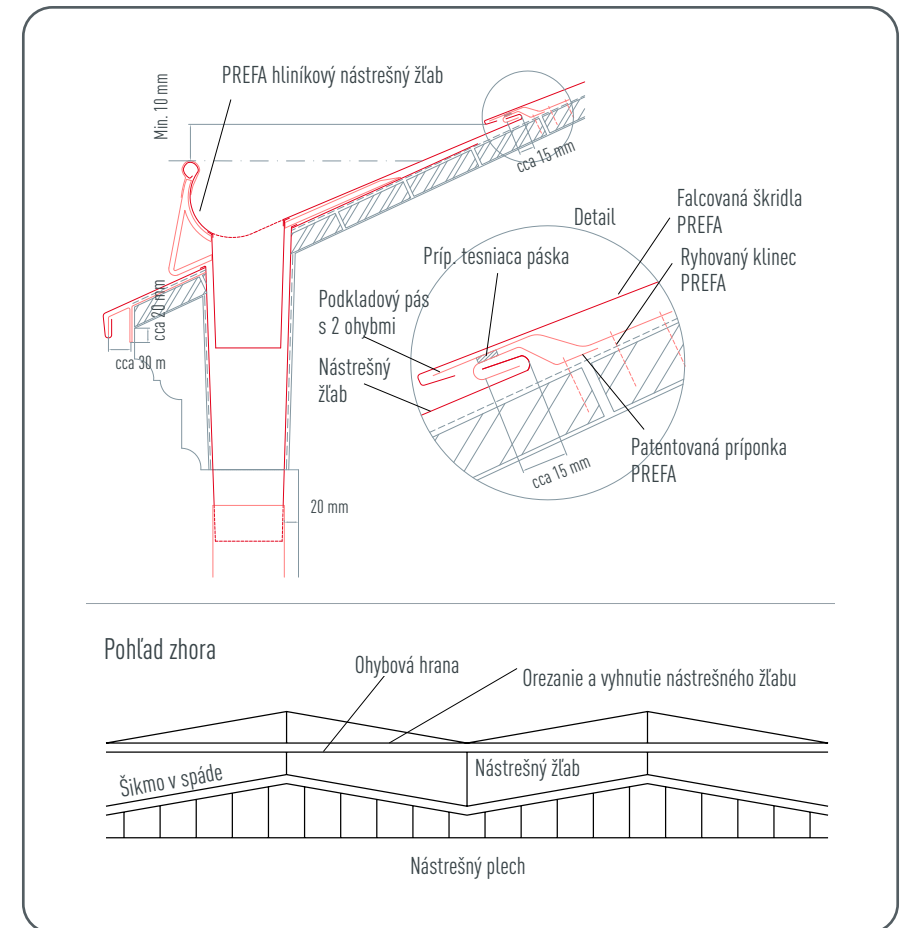 PREFA hliníkový nástrešný žľab
Min. 10 mm
cca 15 mm
Falcovaná škridla
PREFA
Detail
Ryhovaný klinec
PREFA
Príp. tesniaca páska
Podkladový pás
s 2 ohybmi
Nástrešný
žľab
cca 20 mm
cca 30 m
Patentovaná príponka
PREFA
cca 15 mm
20 mm
Pohľad zhora
Ohybová hrana
Orezanie a vyhnutie nástrešného žľabu
Šikmo v spáde
Nástrešný žľab
Nástrešný plech